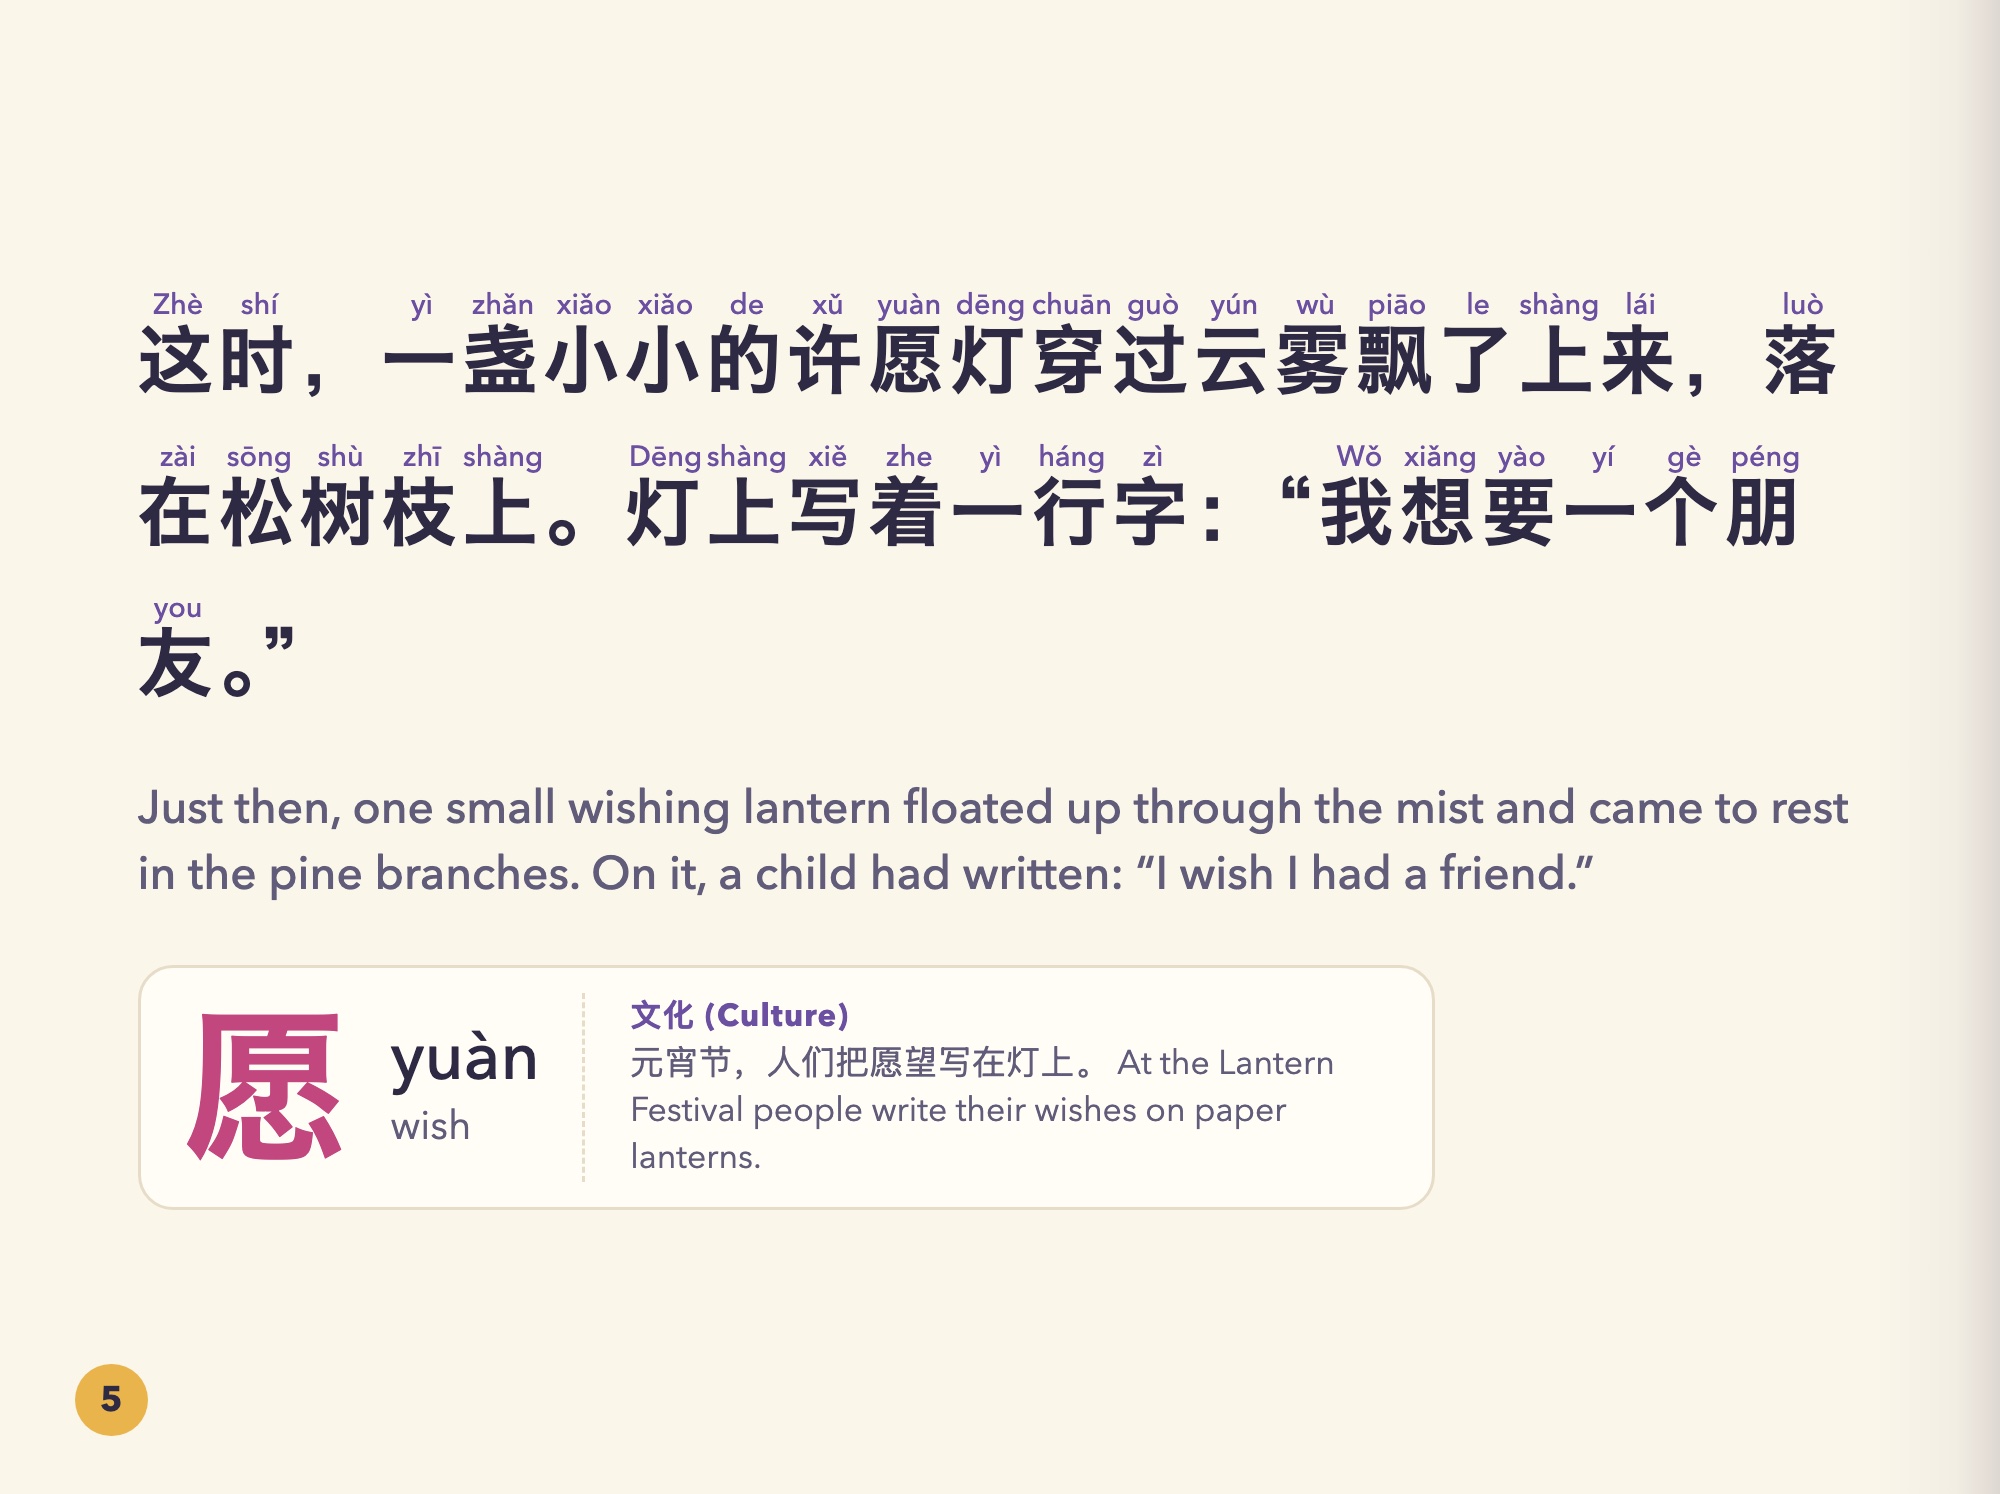 Zhè shí yì zhǎn xiǎo xiǎo de xǔ yuàn dēng chuān guò yún wù piāo le shàng lái luò
这时，一盏小小的许愿灯穿过云雾飘了上来，落
zài sōng shù zhī shàng Dēng shàng xiě zhe yì háng zì Wǒ xiǎng yào yí gè péng
在松树枝上。灯上写着一行字：“我想要一个朋
you
友。”
Just then, one small wishing lantern floated up through the mist and came to rest
in the pine branches. On it, a child had written: “I wish I had a friend.”
愿
yuàn
wish
文化 (Culture)
元宵节，人们把愿望写在灯上。 At the Lantern
Festival people write their wishes on paper
lanterns.
5